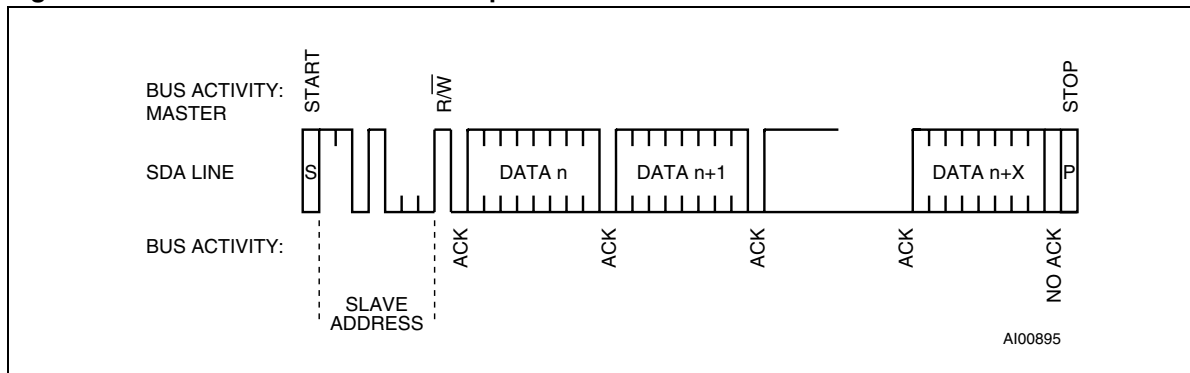 BUS ACTIVITY:
MASTER
START
R/W
STOP
SDA LINE
S
DATA n
DATA n+1
DATA n+X
P
BUS ACTIVITY:
ACK
ACK
ACK
ACK
NO ACK
SLAVE
ADDRESS
AI00895